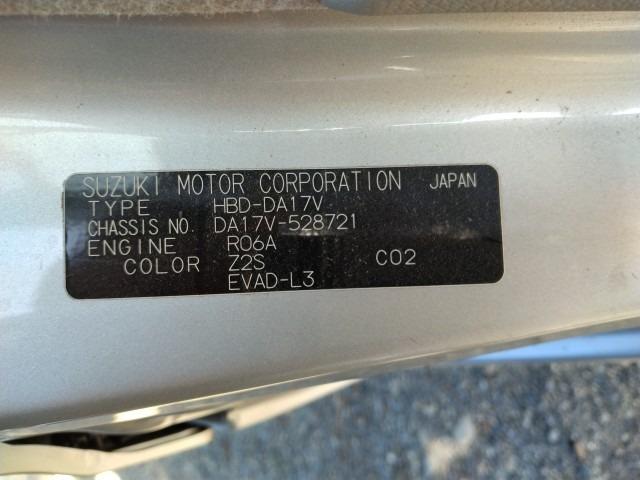 SUZUKI MOTOR CORPORATION JAPAN
TYPE HBD-DA17V
CHASSIS NO. DA17V-528721
ENGINE R06A
COLOR Z2S C02
EVAD-L3